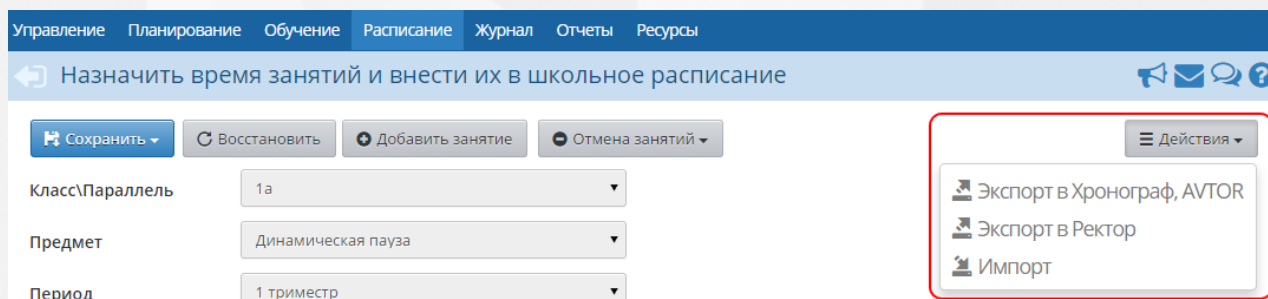 Управление Планирование Обучение Расписание Журнал Отчеты Ресурсы
Назначить время занятий и внести их в школьное расписание
Сохранить Восстановить Добавить занятие Отмена занятий Действия
Класс\Параллель 1а
Экспорт в Хронограф, AVTOR
Экспорт в Ректор
Предмет Динамическая пауза
Импорт
Период 1 триместр